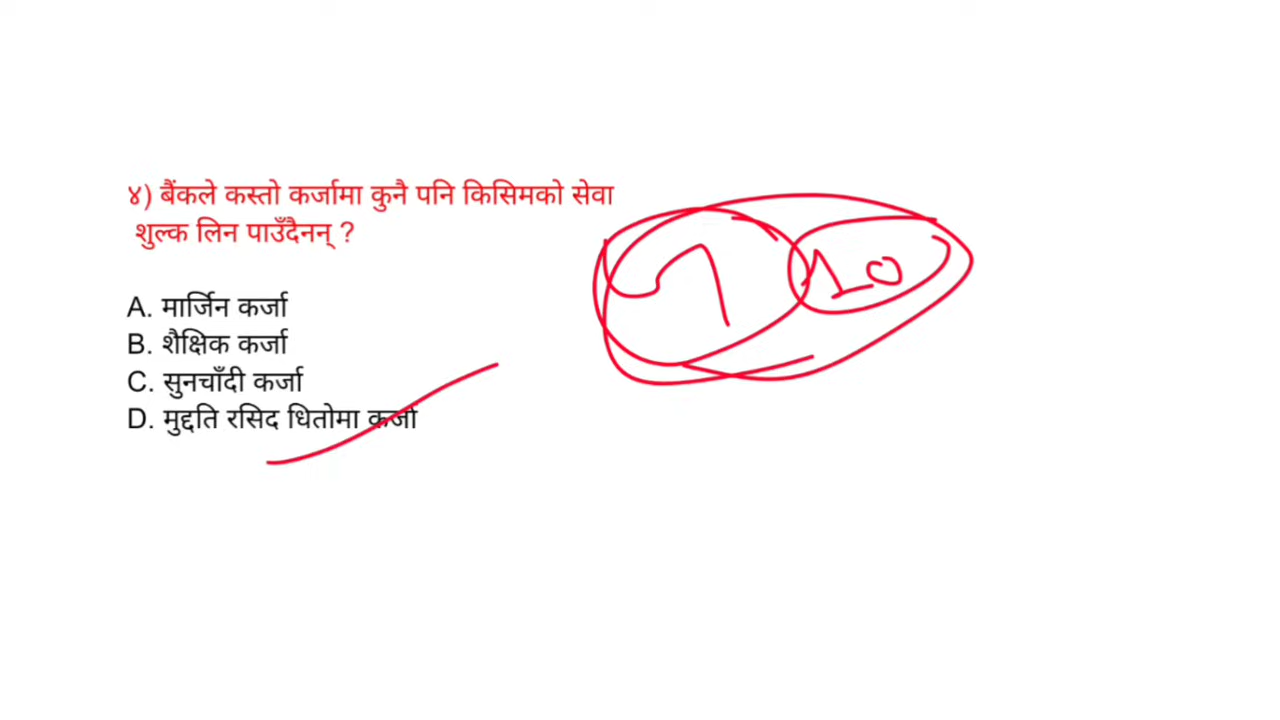 ४) बैंकले कस्तो कर्जामा कुनै पनि किसिमको सेवा
शुल्क लिन पाउँदैनन् ?
A. मार्जिन कर्जा
B. शैक्षिक कर्जा
C. सुनचाँदी कर्जा
D. मुद्दति रसिद धितोमा कर्जा
7 10